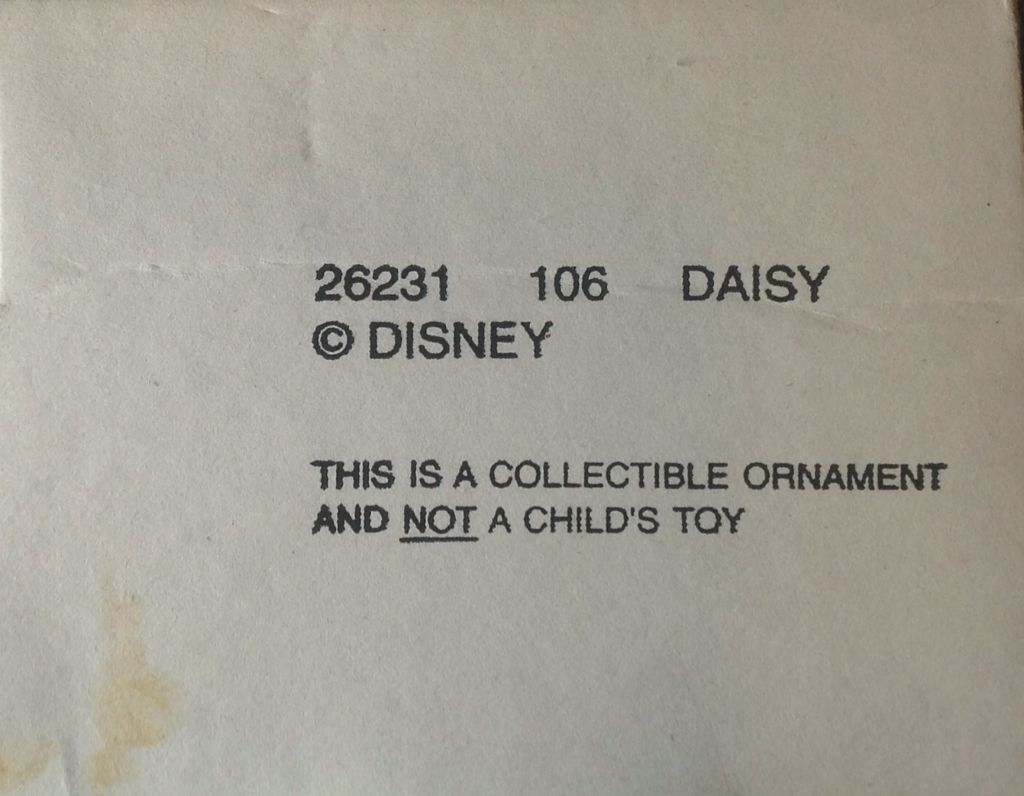 26231 106 DAISY
© DISNEY
THIS IS A COLLECTIBLE ORNAMENT
AND NOT A CHILD'S TOY